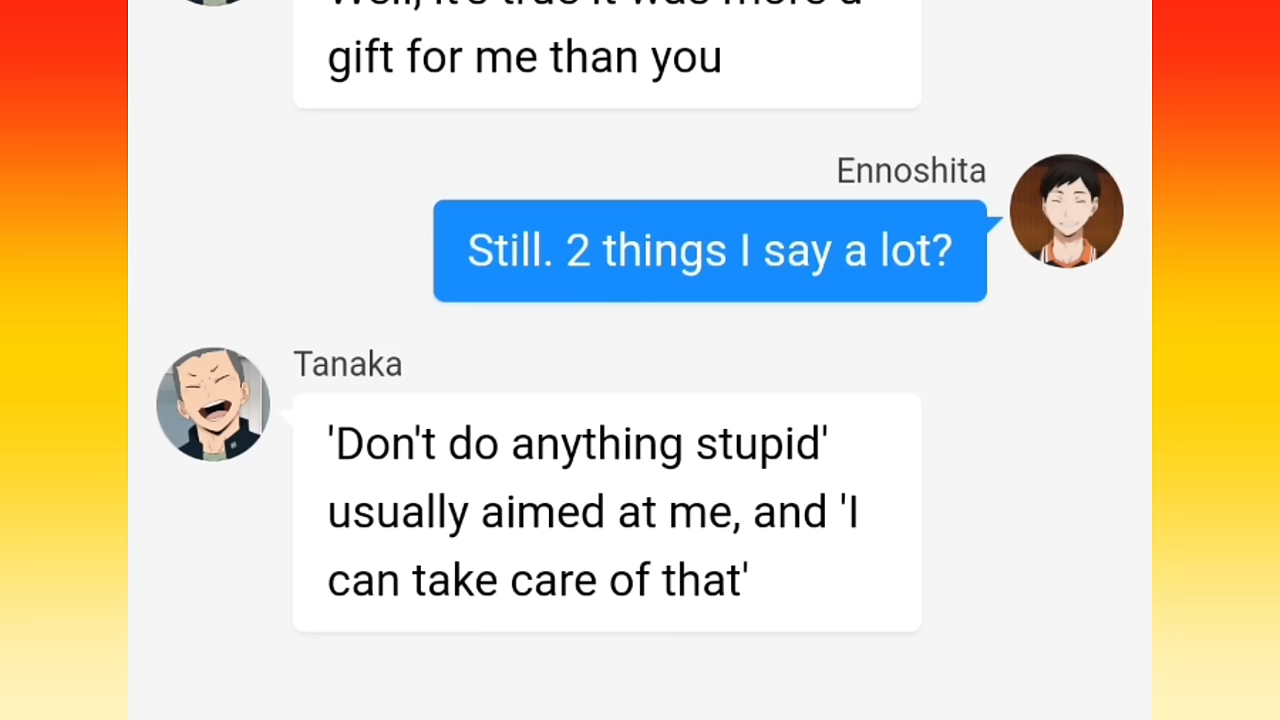 gift for me than you
Ennoshita
Still. 2 things I say a lot?
Tanaka
'Don't do anything stupid'
usually aimed at me, and 'I
can take care of that'